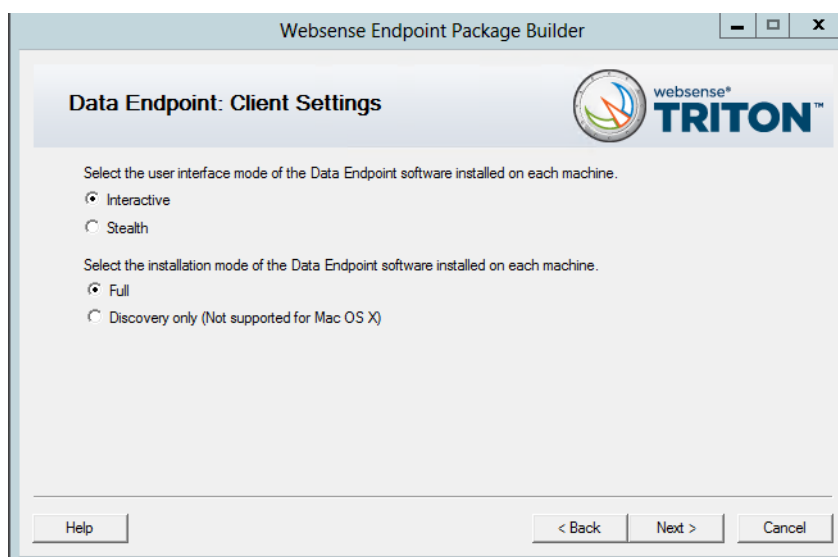 Websense Endpoint Package Builder
Data Endpoint: Client Settings
websense®
TRITON™
Select the user interface mode of the Data Endpoint software installed on each machine.
Interactive
Stealth
Select the installation mode of the Data Endpoint software installed on each machine.
Full
Discovery only (Not supported for Mac OS X)
Help
< Back
Next >
Cancel